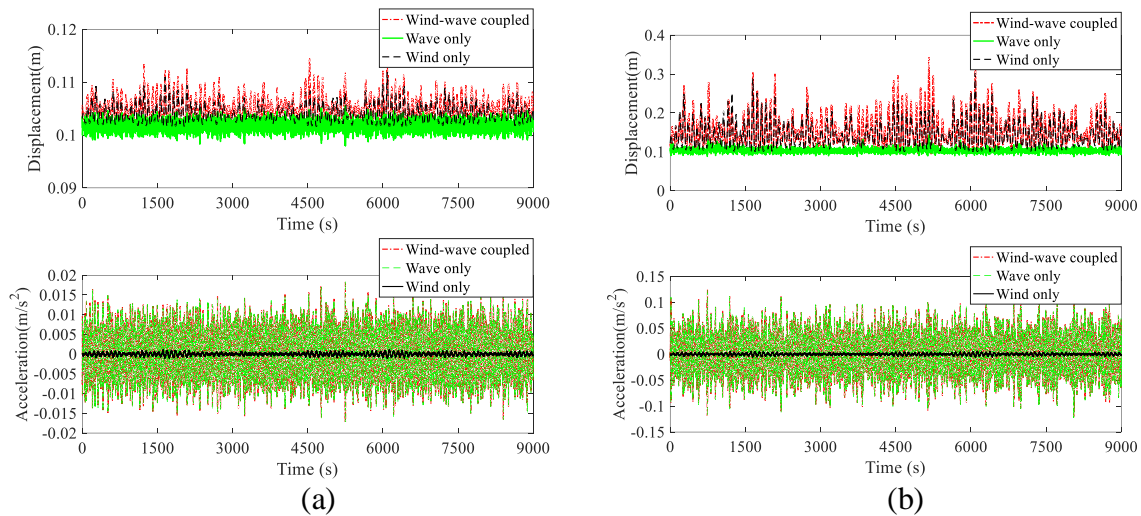 0.12
0.11
0.1
0.09
Displacement(m)
Wind-wave coupled
Wave only
Wind only
0 1500 3000 4500 6000 7500 9000
Time (s)
0.4
0.3
0.2
0.1
0
Displacement(m)
Wind-wave coupled
Wave only
Wind only
0 1500 3000 4500 6000 7500 9000
Time (s)
0.02
0.015
0.01
0.005
0
-0.005
-0.01
-0.015
-0.02
Acceleration(m/s²)
Wind-wave coupled
Wave only
Wind only
0 1500 3000 4500 6000 7500 9000
Time (s)
0.15
0.1
0.05
0
-0.05
-0.1
-0.15
Acceleration(m/s²)
Wind-wave coupled
Wave only
Wind only
0 1500 3000 4500 6000 7500 9000
Time (s)
(a)
(b)